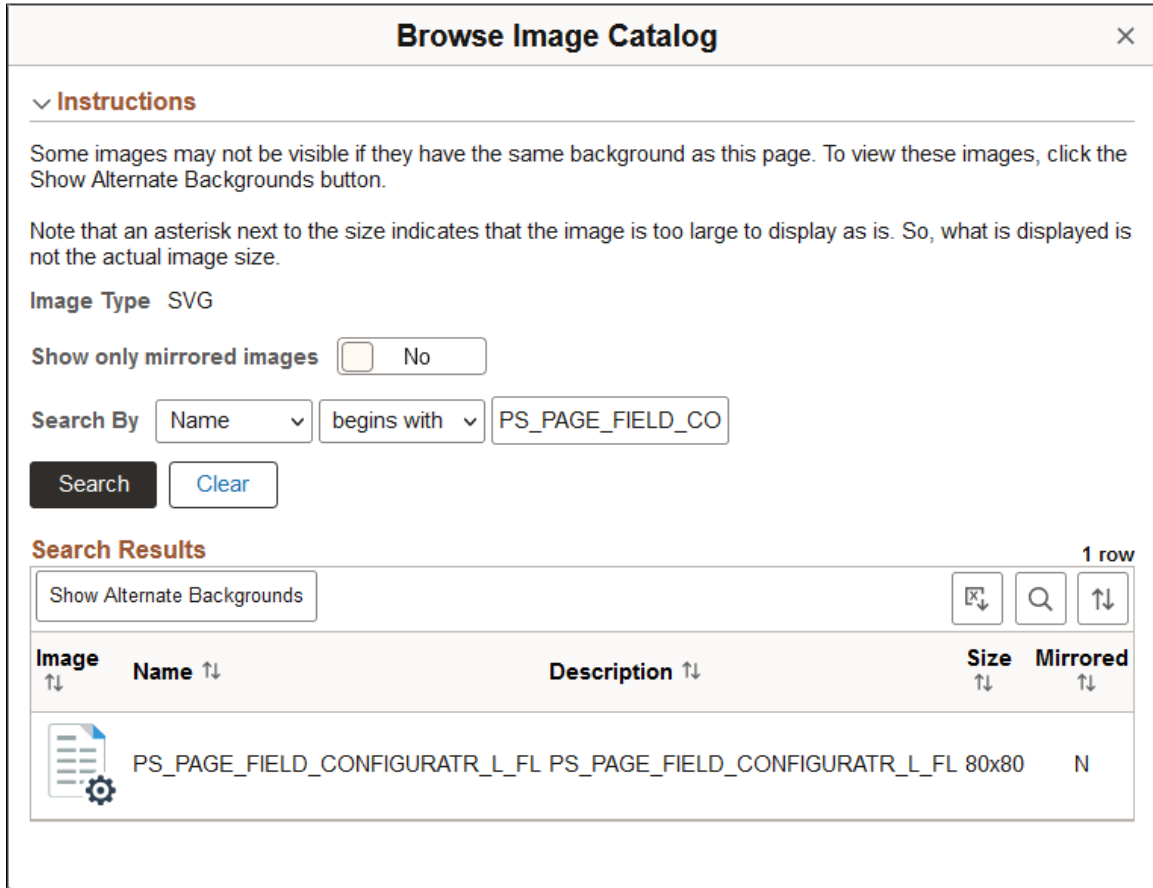 Browse Image Catalog
Instructions
Some images may not be visible if they have the same background as this page. To view these images, click the
Show Alternate Backgrounds button.
Note that an asterisk next to the size indicates that the image is too large to display as is. So, what is displayed is
not the actual image size.
Image Type SVG
Show only mirrored images No
Search By Name begins with PS_PAGE_FIELD_CO
Search Clear
Search Results 1 row
Show Alternate Backgrounds
Image Name Description Size Mirrored
PS_PAGE_FIELD_CONFIGURATR_L_FL PS_PAGE_FIELD_CONFIGURATR_L_FL 80x80 N